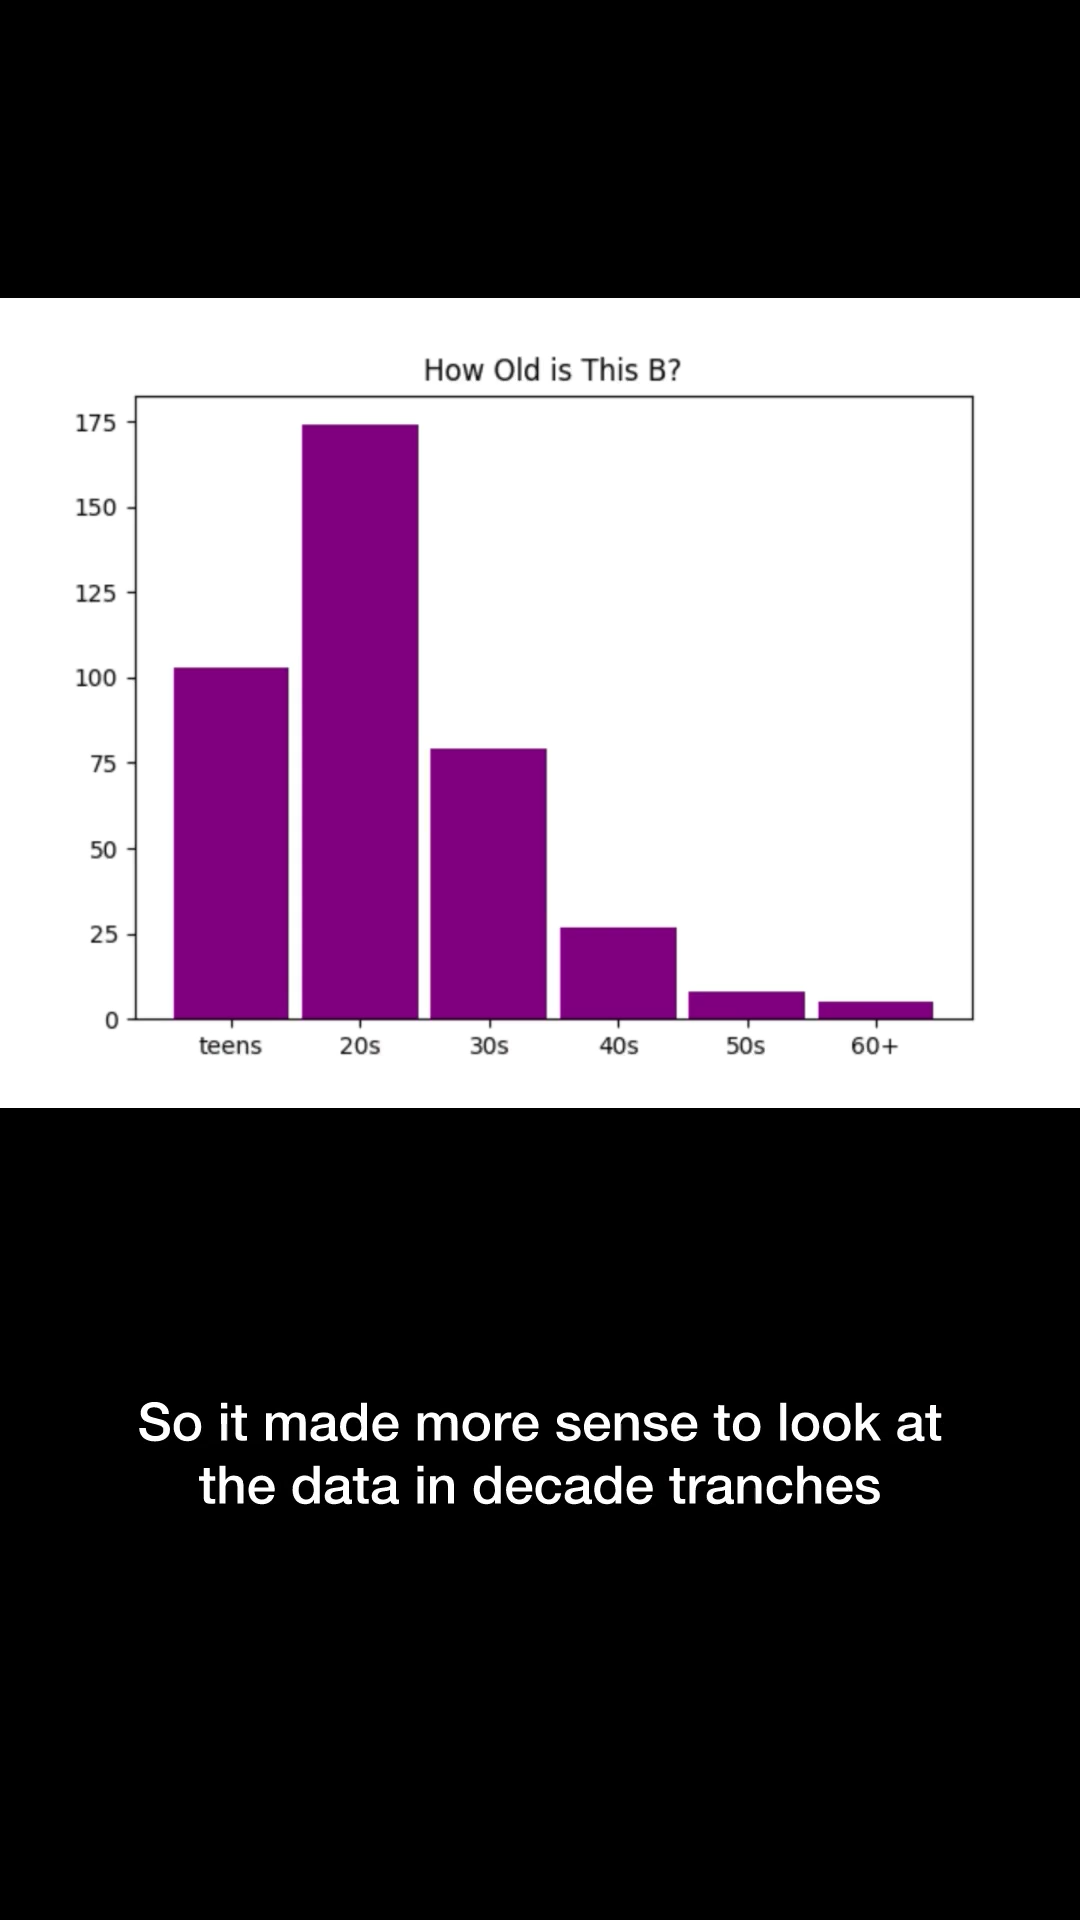 How Old is This B?
175
150
125
100
75
50
25
0
teens 20s 30s 40s 50s 60+
So it made more sense to look at
the data in decade tranches